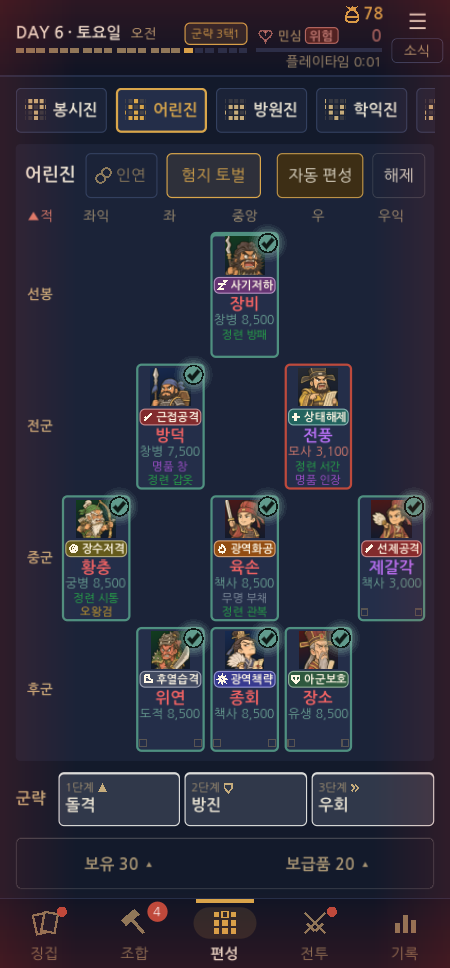 78
DAY 6 · 토요일 오전
군략 3택1
민심 위험 0
소식
플레이타임 0:01
봉시진
어린진
방원진
학익진
어린진
인연
험지 토벌
자동 편성
해제
▲적
좌익
좌
중앙
우
우익
선봉
사기저하
장비
창병 8,500
정련 방패
전군
근접공격
방덕
창병 7,500
명품 창
정련 갑옷
상태해제
전풍
모사 3,100
정련 서간
명품 인장
중군
장수저격
황충
궁병 8,500
정련 시통
오왕검
광역화공
육손
책사 8,500
무명 부채
정련 관복
선제공격
제갈각
책사 3,000
후군
후열습격
위연
도적 8,500
광역책략
종회
책사 8,500
아군보호
장소
유생 8,500
군략
1단계
돌격
2단계
방진
3단계
우회
보유 30
보급품 20
징집
4
조합
편성
전투
기록